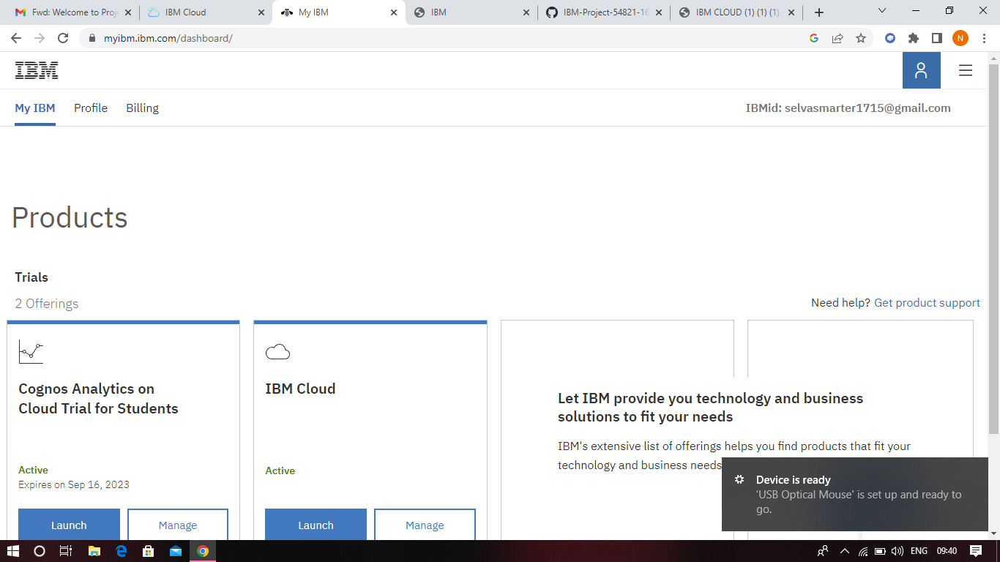 Fwd: Welcome to Proj
IBM Cloud
My IBM
IBM
IBM-Project-54821-16
IBM CLOUD (1) (1) (1)
myibm.ibm.com/dashboard/
N
IBM
My IBM
Profile
Billing
IBMid: selvasmarter1715@gmail.com
Products
Trials
2 Offerings
Need help? Get product support
Cognos Analytics on
Cloud Trial for Students
Active
Expires on Sep 16, 2023
Launch
Manage
IBM Cloud
Active
Launch
Manage
Let IBM provide you technology and business
solutions to fit your needs
IBM's extensive list of offerings helps you find products that fit your
technology and business needs
Device is ready
'USB Optical Mouse' is set up and ready to
go.
ENG
09:40